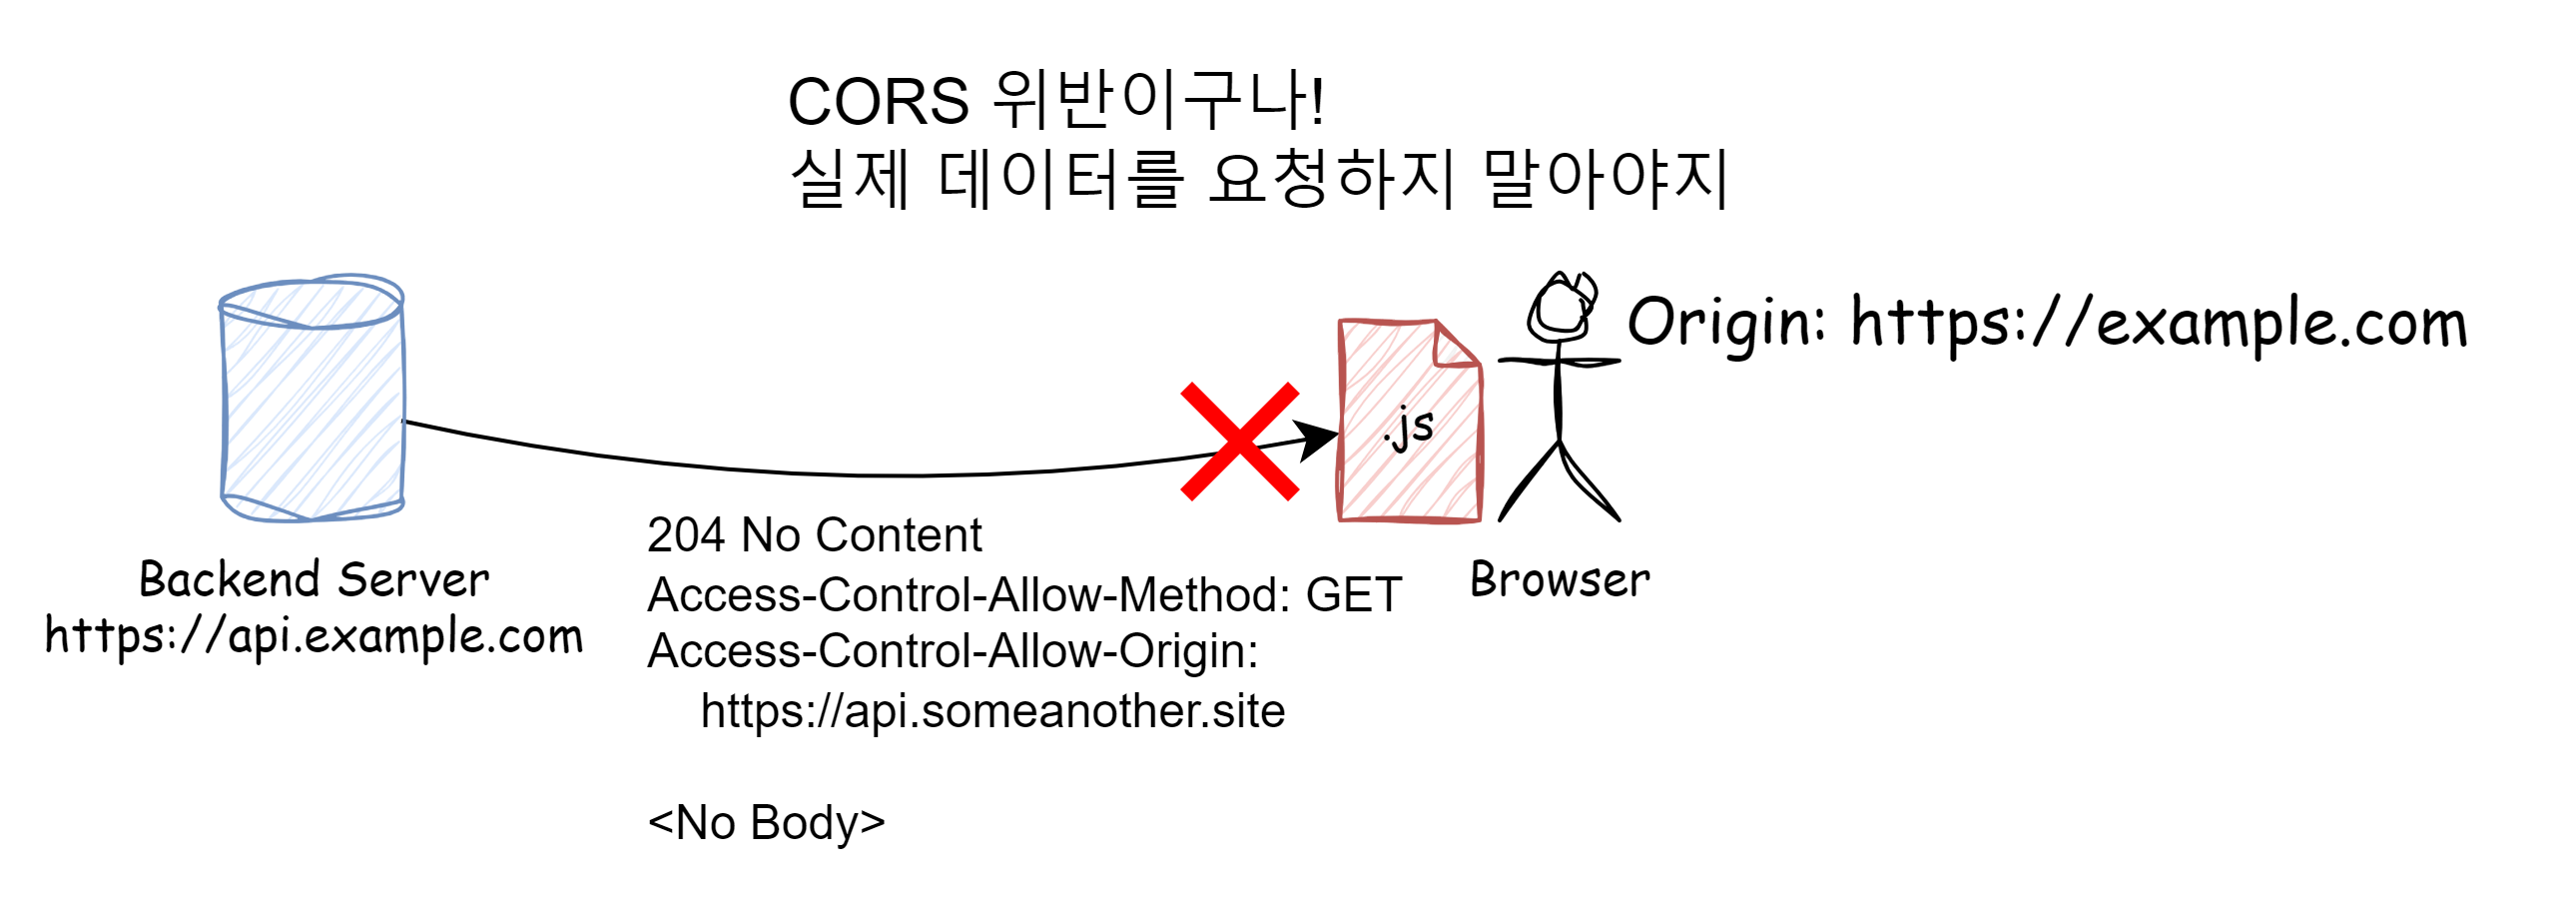 CORS 위반이구나!
실제 데이터를 요청하지 말아야지
Origin: https://example.com
.js
Browser
Backend Server
https://api.example.com
204 No Content
Access-Control-Allow-Method: GET
Access-Control-Allow-Origin:
https://api.someanother.site
<No Body>